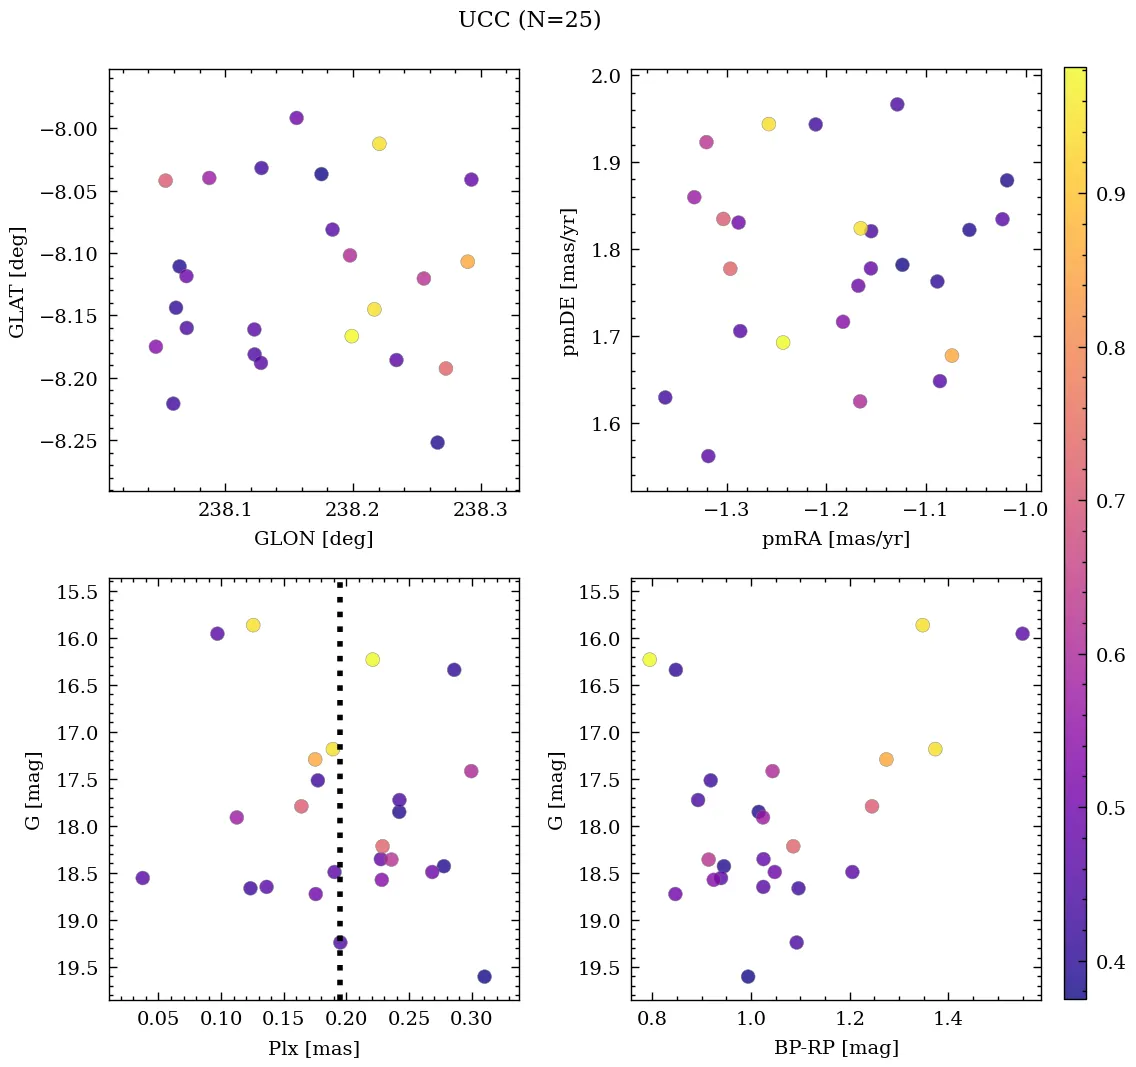 UCC (N=25)
−8.00
−8.05
−8.10
−8.15
−8.20
−8.25
GLAT [deg]
238.1 238.2 238.3
GLON [deg]
2.0
1.9
1.8
1.7
1.6
pmDE [mas/yr]
−1.3 −1.2 −1.1 −1.0
pmRA [mas/yr]
15.5
16.0
16.5
17.0
17.5
18.0
18.5
19.0
19.5
G [mag]
0.05 0.10 0.15 0.20 0.25 0.30
Plx [mas]
15.5
16.0
16.5
17.0
17.5
18.0
18.5
19.0
19.5
G [mag]
0.8 1.0 1.2 1.4
BP-RP [mag]
0.9
0.8
0.7
0.6
0.5
0.4